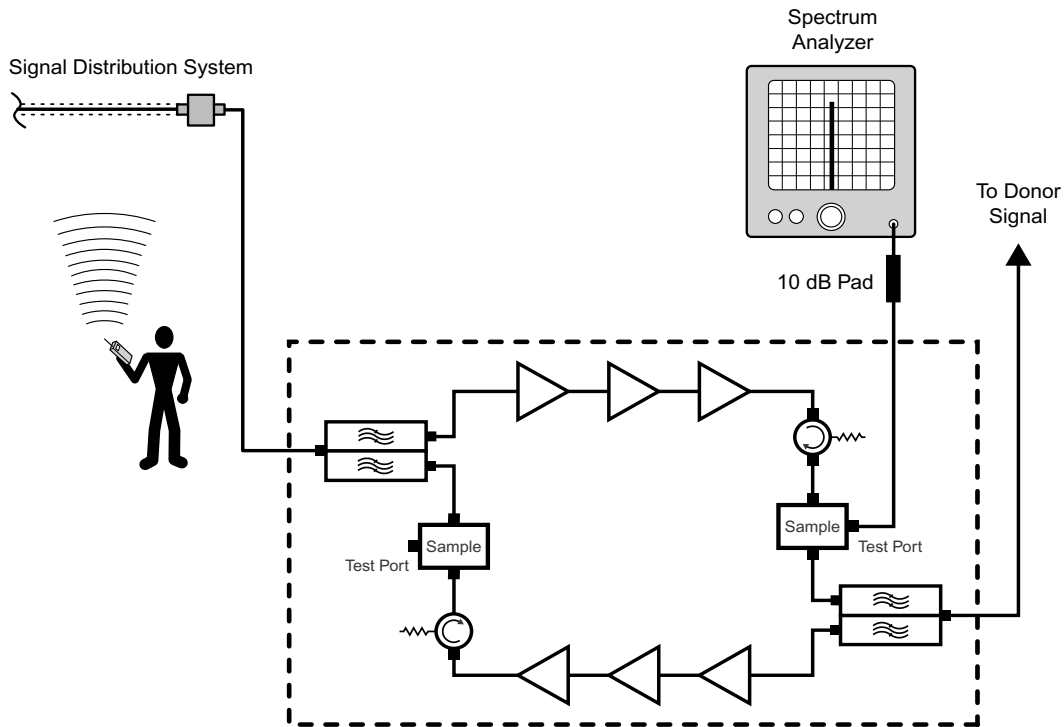 Spectrum
Analyzer
Signal Distribution System
To Donor
Signal
10 dB Pad
Sample
Test Port
Sample
Test Port